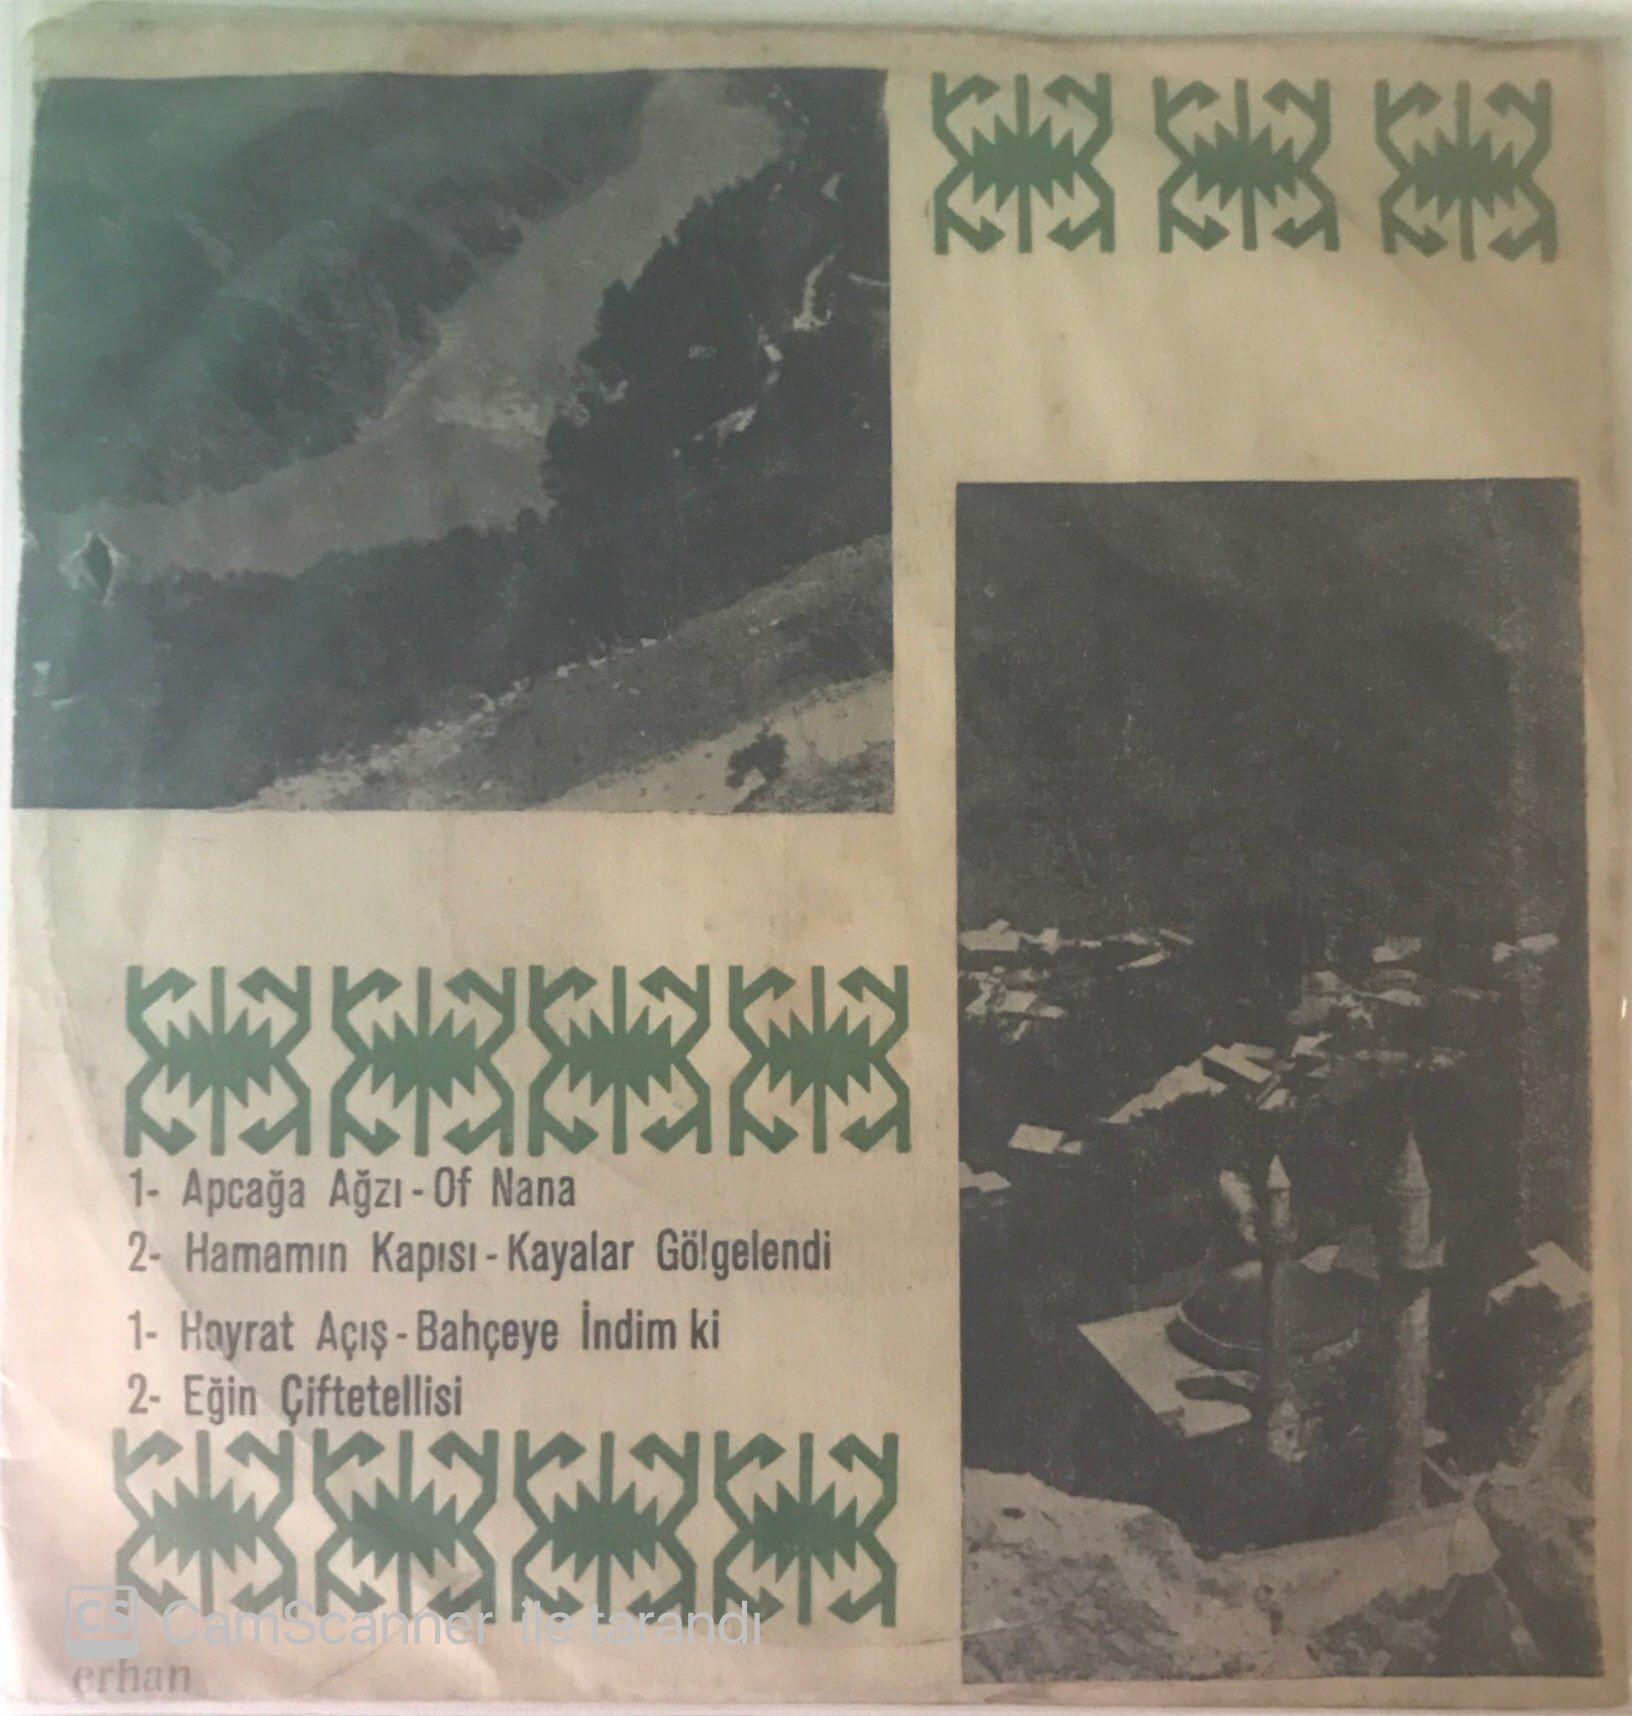 1- Apcağa Ağzı - Of Nana
2- Hamamın Kapısı - Kayalar Gölgelendi
1- Hoyrat Açış - Bahçeye İndim ki
2- Eğin Çiftetellisi
CS CamScanner ile tarandı
erhan